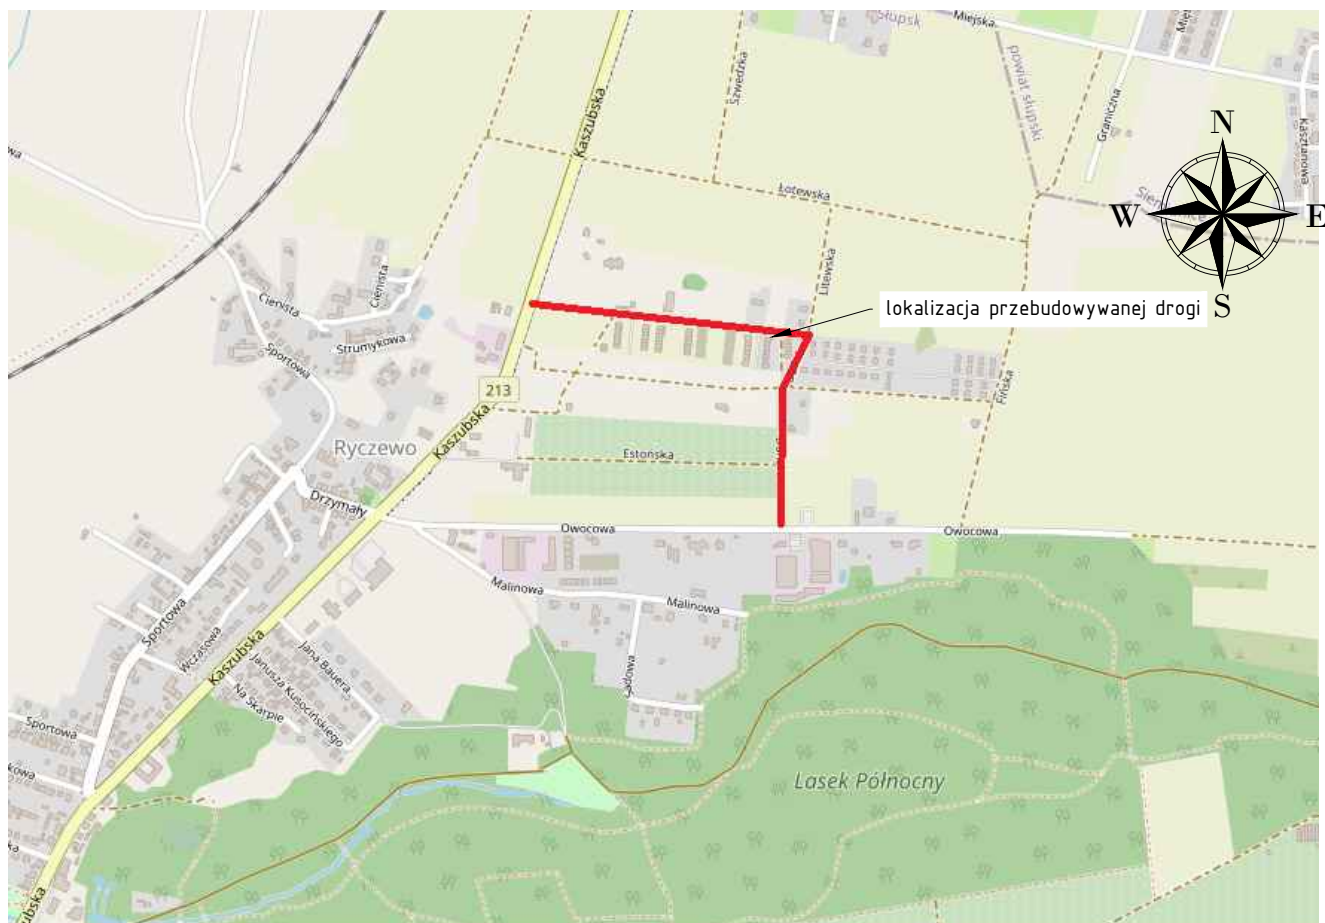 Słupsk
Miejska
Szwedzka
powiat słupski
Graniczna
Kasztanowa
Kaszubska
N
W
E
S
Łotewska
Litewska
Cienista
Cienista
lokalizacja przebudowywanej drogi
Strumykowa
Sportowa
213
Fińska
Kaszubska
Ryczewo
Estońska
Drzymały
Owocowa
Owocowa
Malinowa
Malinowa
Sportowa
Wczasowa
Kaszubska
Jana Bauera
Janusza Kusocińskiego
Na Skarpie
Sportowa
Lasek Północny